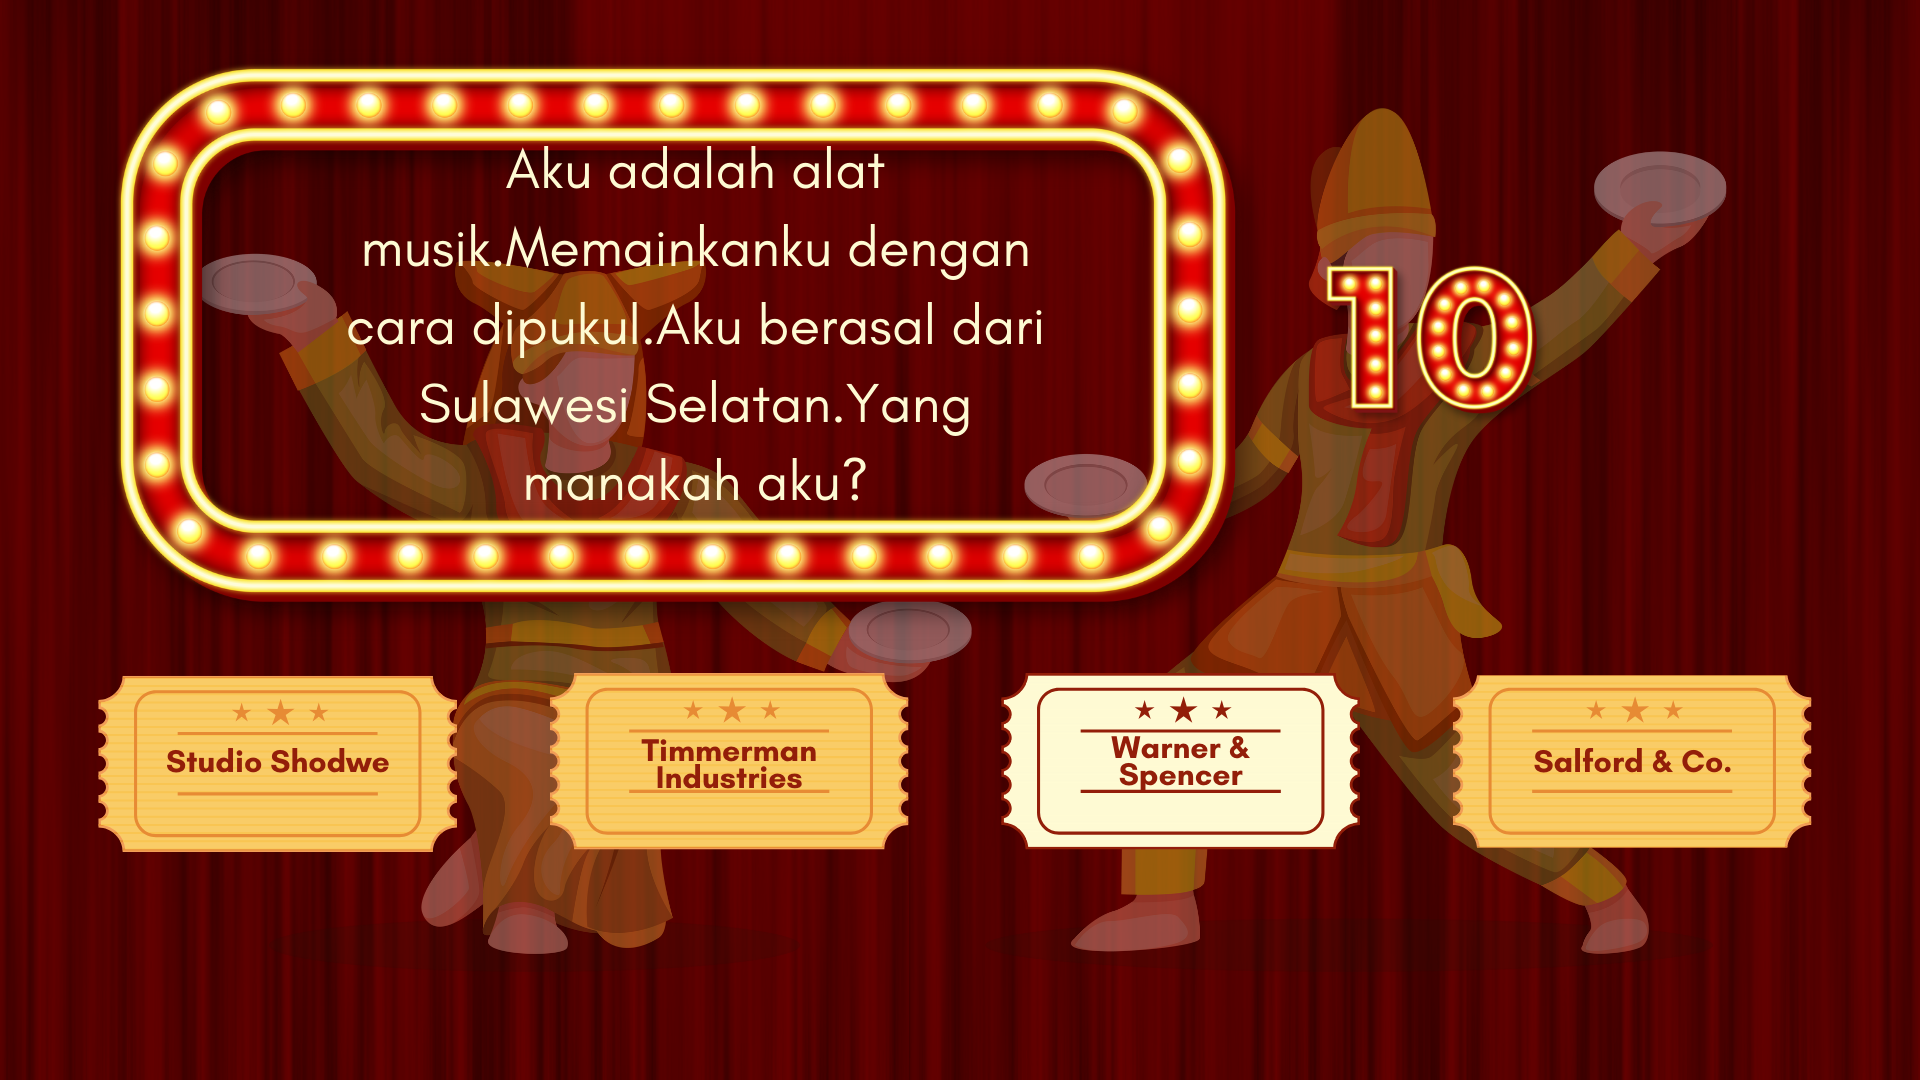 Aku adalah alat
musik.Memainkanku dengan
cara dipukul.Aku berasal dari
Sulawesi Selatan.Yang
manakah aku?
10
Studio Shodwe
Timmerman
Industries
Warner &
Spencer
Salford & Co.